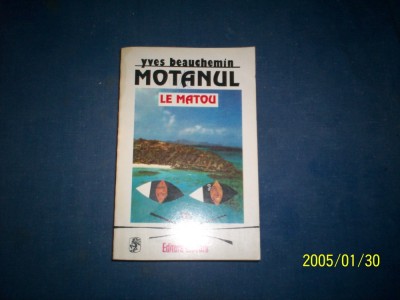 yves beauchemin
MOTANUL
LE MATOU
2005/01/30